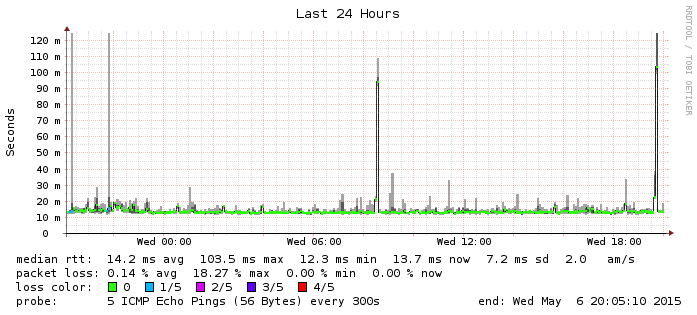 Last 24 Hours
RRDTOOL / TOBI OETIKER
Seconds
120 m
110 m
100 m
90 m
80 m
70 m
60 m
50 m
40 m
30 m
20 m
10 m
0
Wed 00:00 Wed 06:00 Wed 12:00 Wed 18:00
median rtt: 14.2 ms avg 103.5 ms max 12.3 ms min 13.7 ms now 7.2 ms sd 2.0 am/s
packet loss: 0.14 % avg 18.27 % max 0.00 % min 0.00 % now
loss color: 0 1/5 2/5 3/5 4/5
probe: 5 ICMP Echo Pings (56 Bytes) every 300s end: Wed May 6 20:05:10 2015